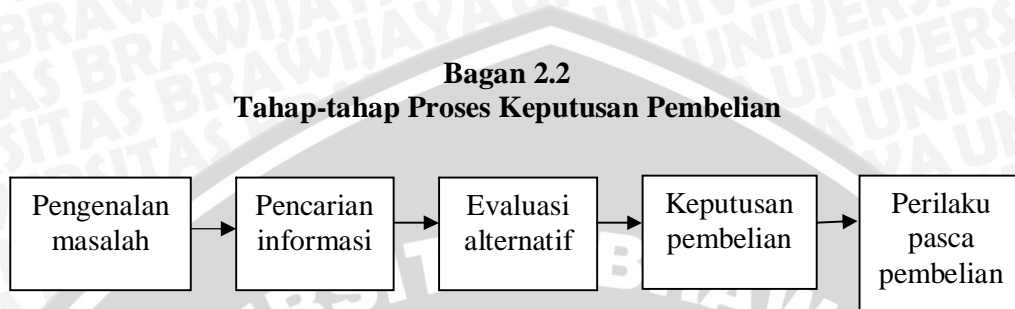 Bagan 2.2
Tahap-tahap Proses Keputusan Pembelian
Pengenalan
masalah
Pencarian
informasi
Evaluasi
alternatif
Keputusan
pembelian
Perilaku
pasca
pembelian